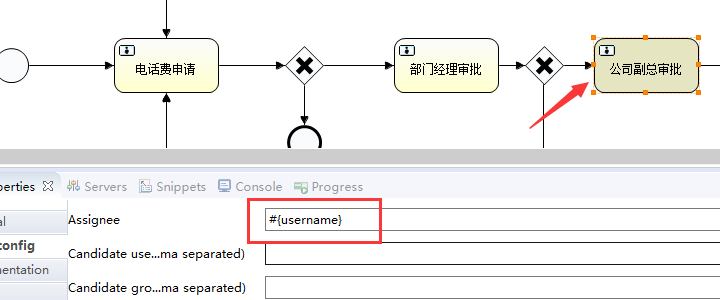 电话费申请
部门经理审批
公司副总审批
perties
Servers
Snippets
Console
Progress
al
Assignee
#{username}
config
Candidate use...ma separated)
mentation
Candidate gro...ma separated)